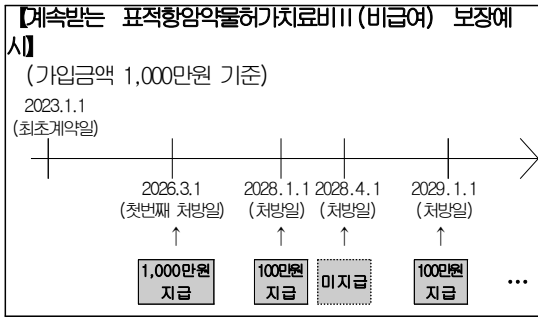 【계속받는 표적항암약물허가치료비Ⅱ(비급여) 보장예
시】
(가입금액 1,000만원 기준)
2023.1.1
(최초계약일)
2026.3.1 2028.1.1 2028.4.1 2029.1.1
(첫번째 처방일) (처방일) (처방일) (처방일)
↑ ↑ ↑ ↑
1,000만원 100만원 미지급 100만원
지급 지급 지급 …